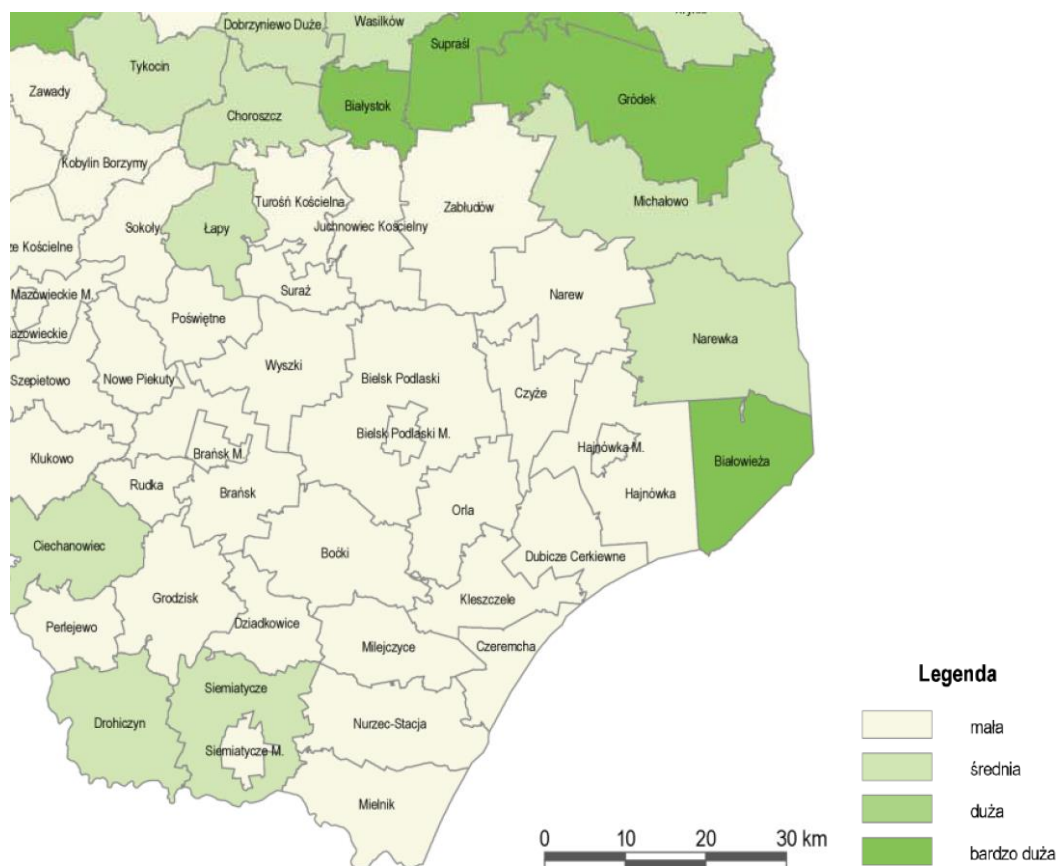 Dobrzyniewo Duże
Wasilków
Supraśl
Tykocin
Zawady
Białystok
Gródek
Choroszcz
Kobylin Borzymy
Turośń Kościelna
Zabłudów
Michałowo
Sokoły
Łapy
Juchnowiec Kościelny
ze Kościelne
Mazowieckie M.
Suraż
Narew
Poświętne
azowieckie
Narewka
Wyszki
Szepietowo
Nowe Piekuty
Bielsk Podlaski
Czyże
Bielsk Podlaski M.
Hajnówka M.
Klukowo
Brańsk M.
Białowieża
Rudka
Brańsk
Hajnówka
Orla
Ciechanowiec
Boćki
Dubicze Cerkiewne
Grodzisk
Kleszczele
Perlejewo
Dziadkowice
Milejczyce
Czeremcha
Siemiatycze
Drohiczyn
Nurzec-Stacja
Siemiatycze M.
Mielnik
Legenda
mała
średnia
duża
bardzo duża
0 10 20 30 km